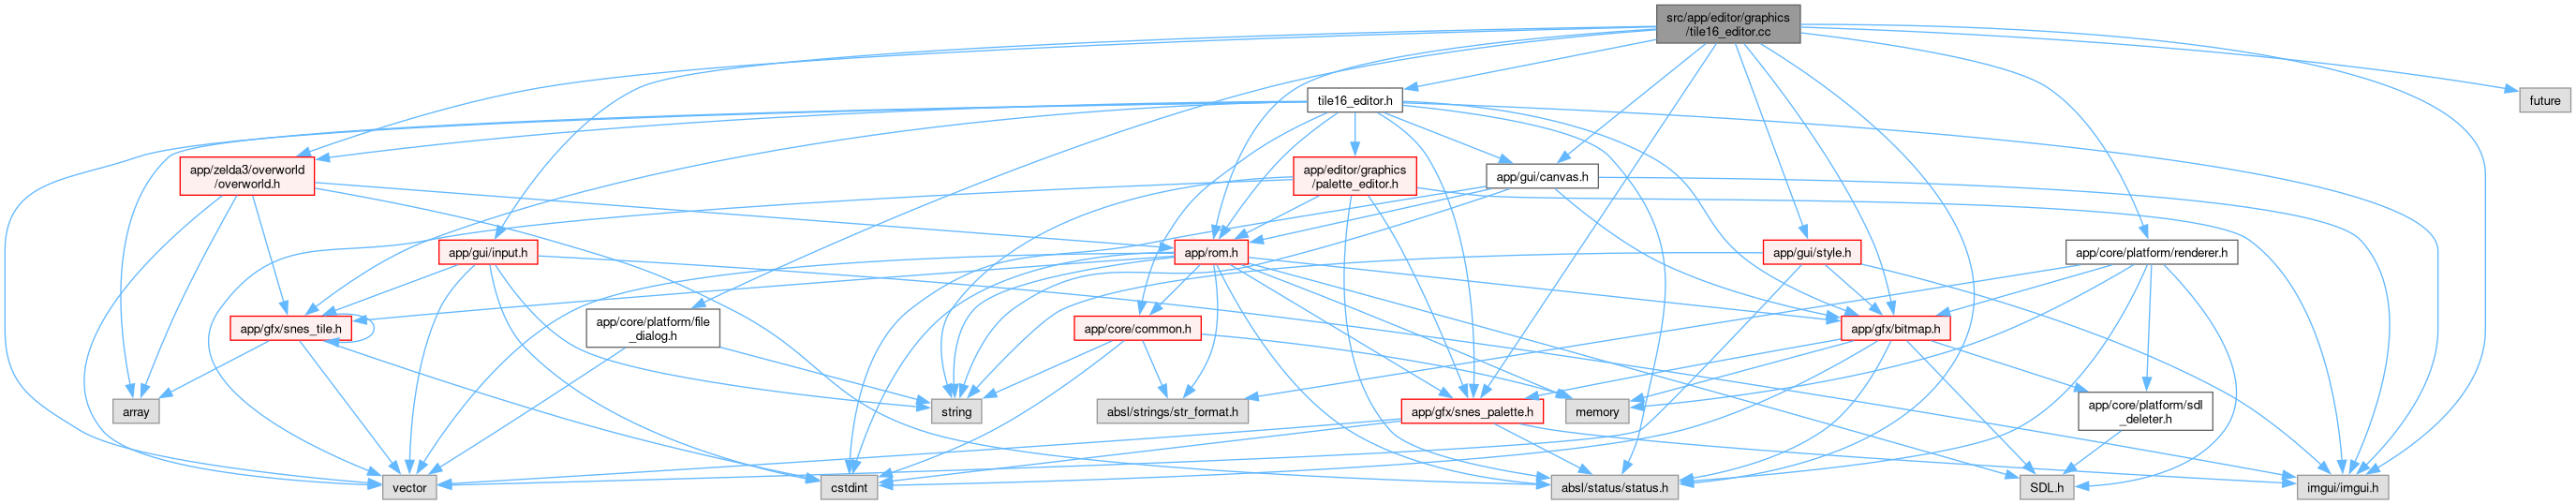 src/app/editor/graphics
/tile16_editor.cc
tile16_editor.h
future
app/zelda3/overworld
/overworld.h
app/editor/graphics
/palette_editor.h
app/gui/canvas.h
app/gui/input.h
app/rom.h
app/gui/style.h
app/core/platform/renderer.h
app/gfx/snes_tile.h
app/core/platform/file
_dialog.h
app/core/common.h
app/gfx/bitmap.h
array
string
absl/strings/str_format.h
app/gfx/snes_palette.h
memory
app/core/platform/sdl
_deleter.h
vector
cstdint
absl/status/status.h
SDL.h
imgui/imgui.h